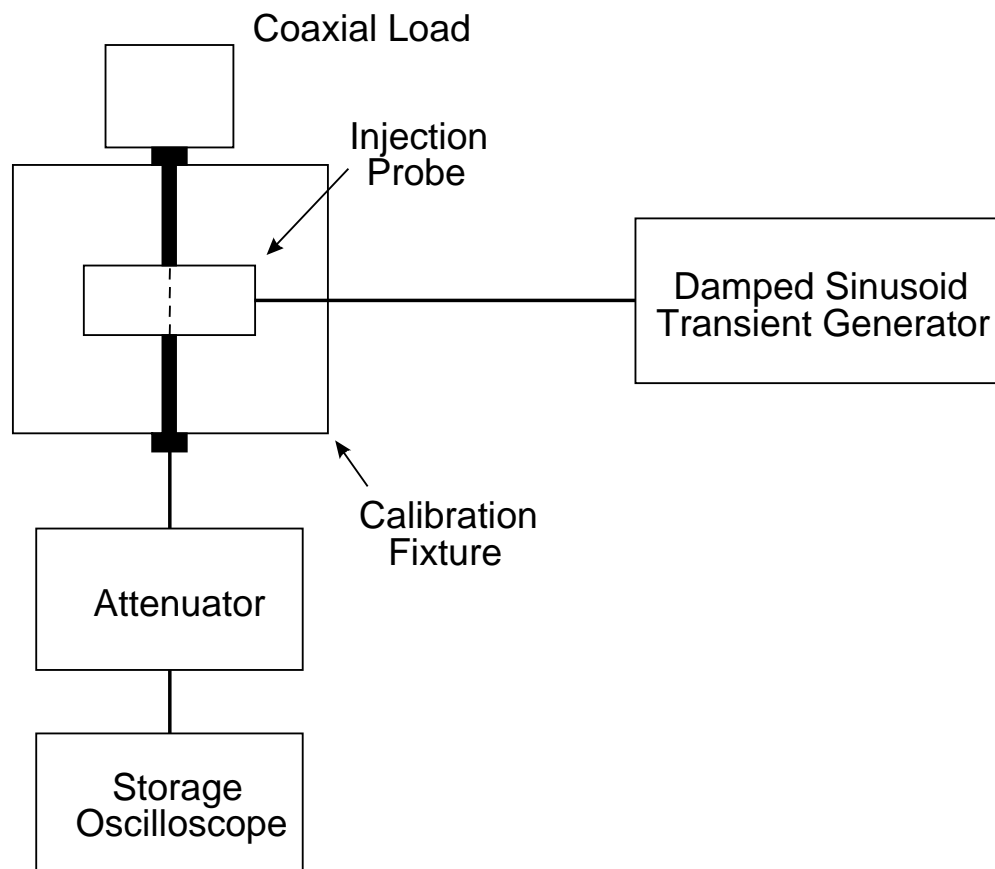 Coaxial Load
Injection
Probe
Damped Sinusoid
Transient Generator
Calibration
Fixture
Attenuator
Storage
Oscilloscope